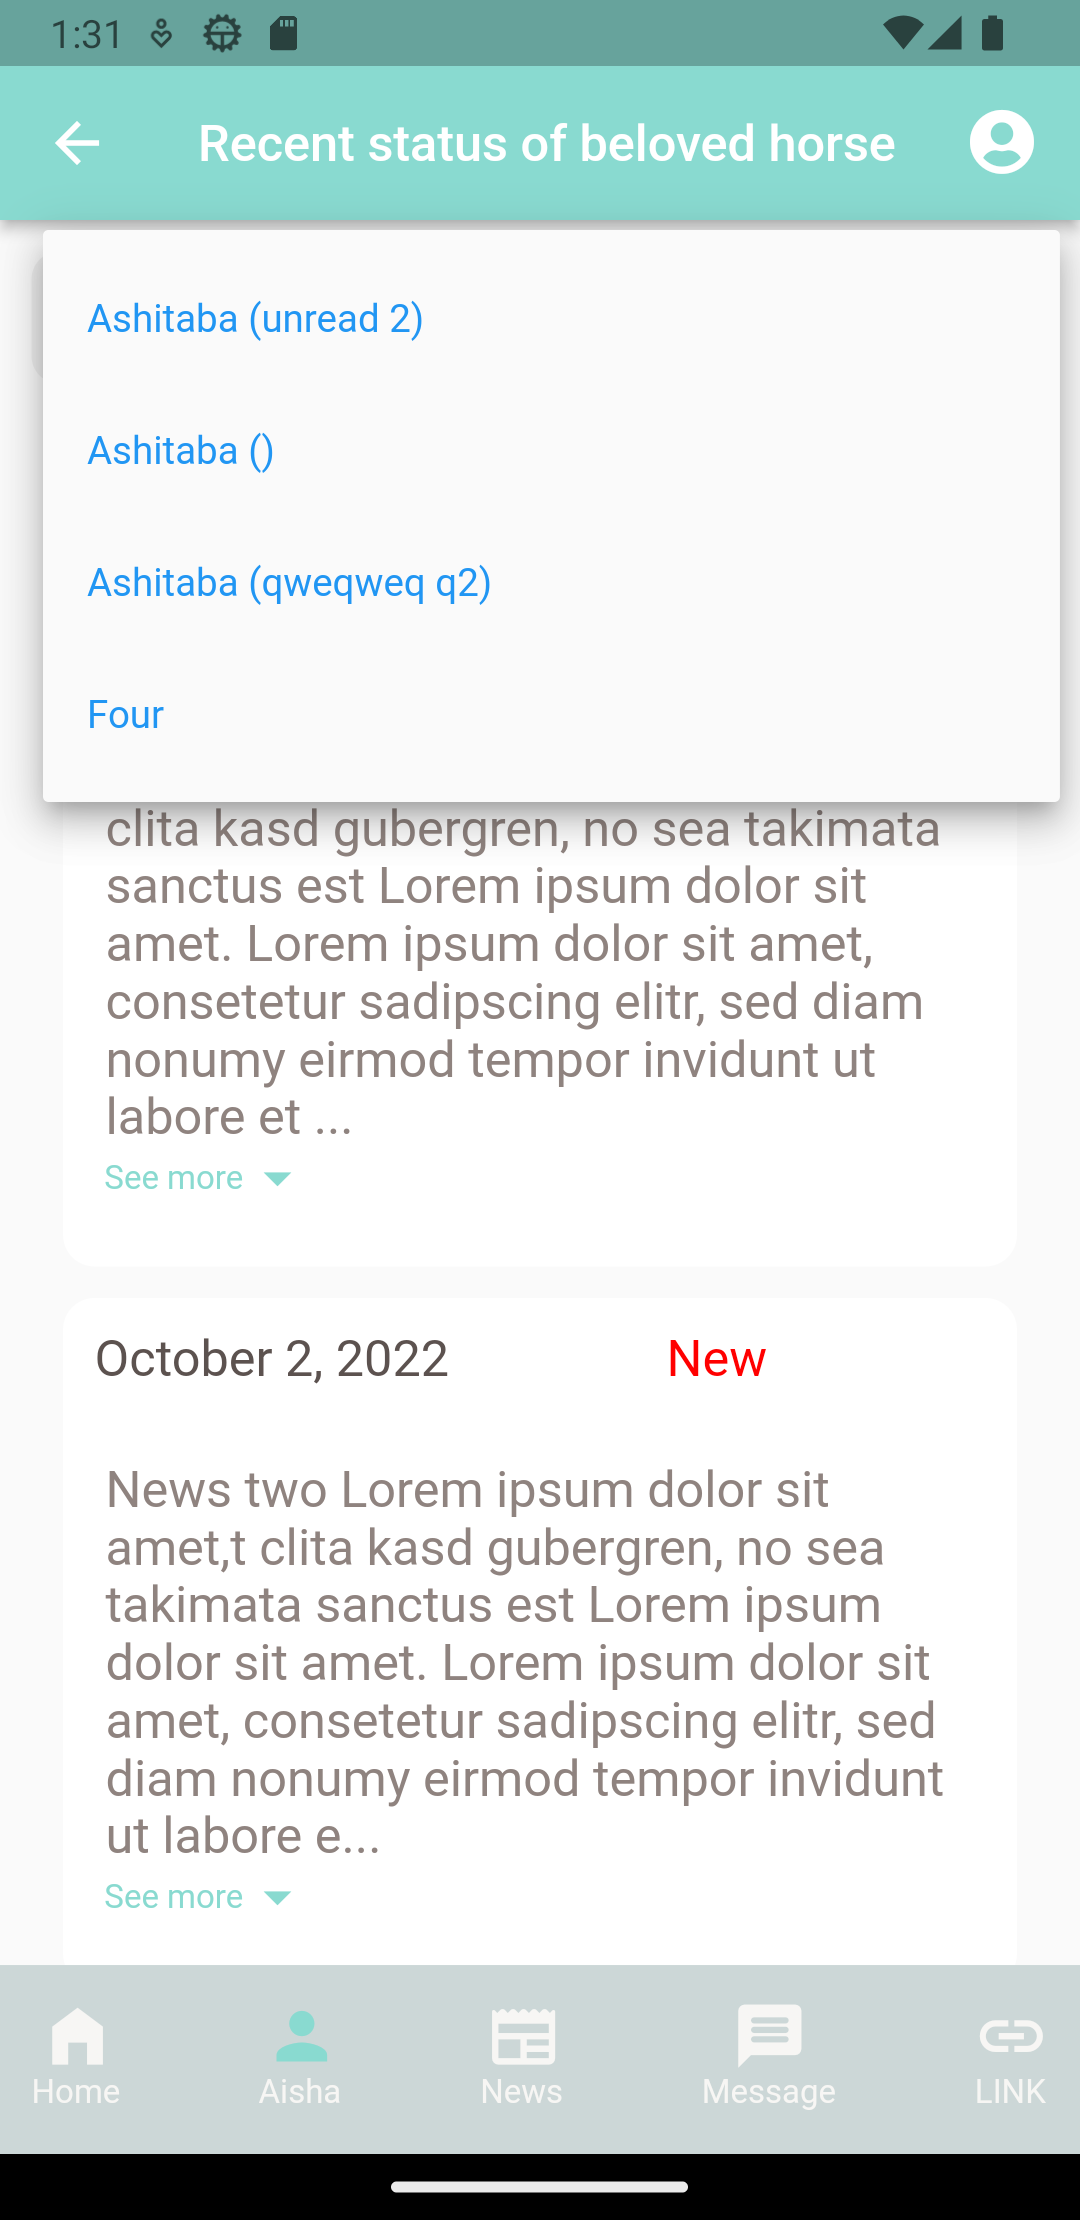 1:31
Recent status of beloved horse
Ashitaba (unread 2)
Ashitaba ()
Ashitaba (qweqweq q2)
Four
clita kasd gubergren, no sea takimata
sanctus est Lorem ipsum dolor sit
amet. Lorem ipsum dolor sit amet,
consetetur sadipscing elitr, sed diam
nonumy eirmod tempor invidunt ut
labore et ...
See more
October 2, 2022 New
News two Lorem ipsum dolor sit
amet,t clita kasd gubergren, no sea
takimata sanctus est Lorem ipsum
dolor sit amet. Lorem ipsum dolor sit
amet, consetetur sadipscing elitr, sed
diam nonumy eirmod tempor invidunt
ut labore e...
See more
Home Aisha News Message LINK